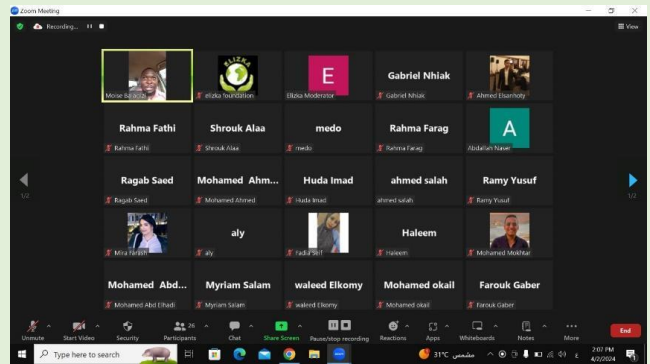 Zoom Meeting
Recording...
View
ELIZKA
E
Gabriel Nhiak
elizka foundation
Elizka Moderator
Gabriel Nhiak
Ahmed Elsanhoty
Rahma Fathi
Shrouk Alaa
medo
Rahma Farag
A
Rahma Fathi
Shrouk Alaa
medo
Rahma Farag
Abdallah Naser
Ragab Saed
Mohamed Ahm...
Huda Imad
ahmed salah
Ramy Yusuf
1/2
1/2
Ragab Saed
Mohamed Ahmed
Huda Imad
ahmed salah
Ramy Yusuf
aly
Haleem
Mira Farash
aly
Fadia Seif
Haleem
Mohamed Mokhtar
Mohamed Abd...
Myriam Salam
waleed Elkomy
Mohamed okail
Farouk Gaber
Mohamed Abd Elhadi
Myriam Salam
waleed Elkomy
Mohamed okail
Farouk Gaber
26
Unmute
Start Video
Security
Participants
Chat
Share Screen
Pause/stop recording
Reactions
Apps
Whiteboards
Notes
More
End
Type here to search
31°C مشمس
ع
2:07 PM
4/2/2024